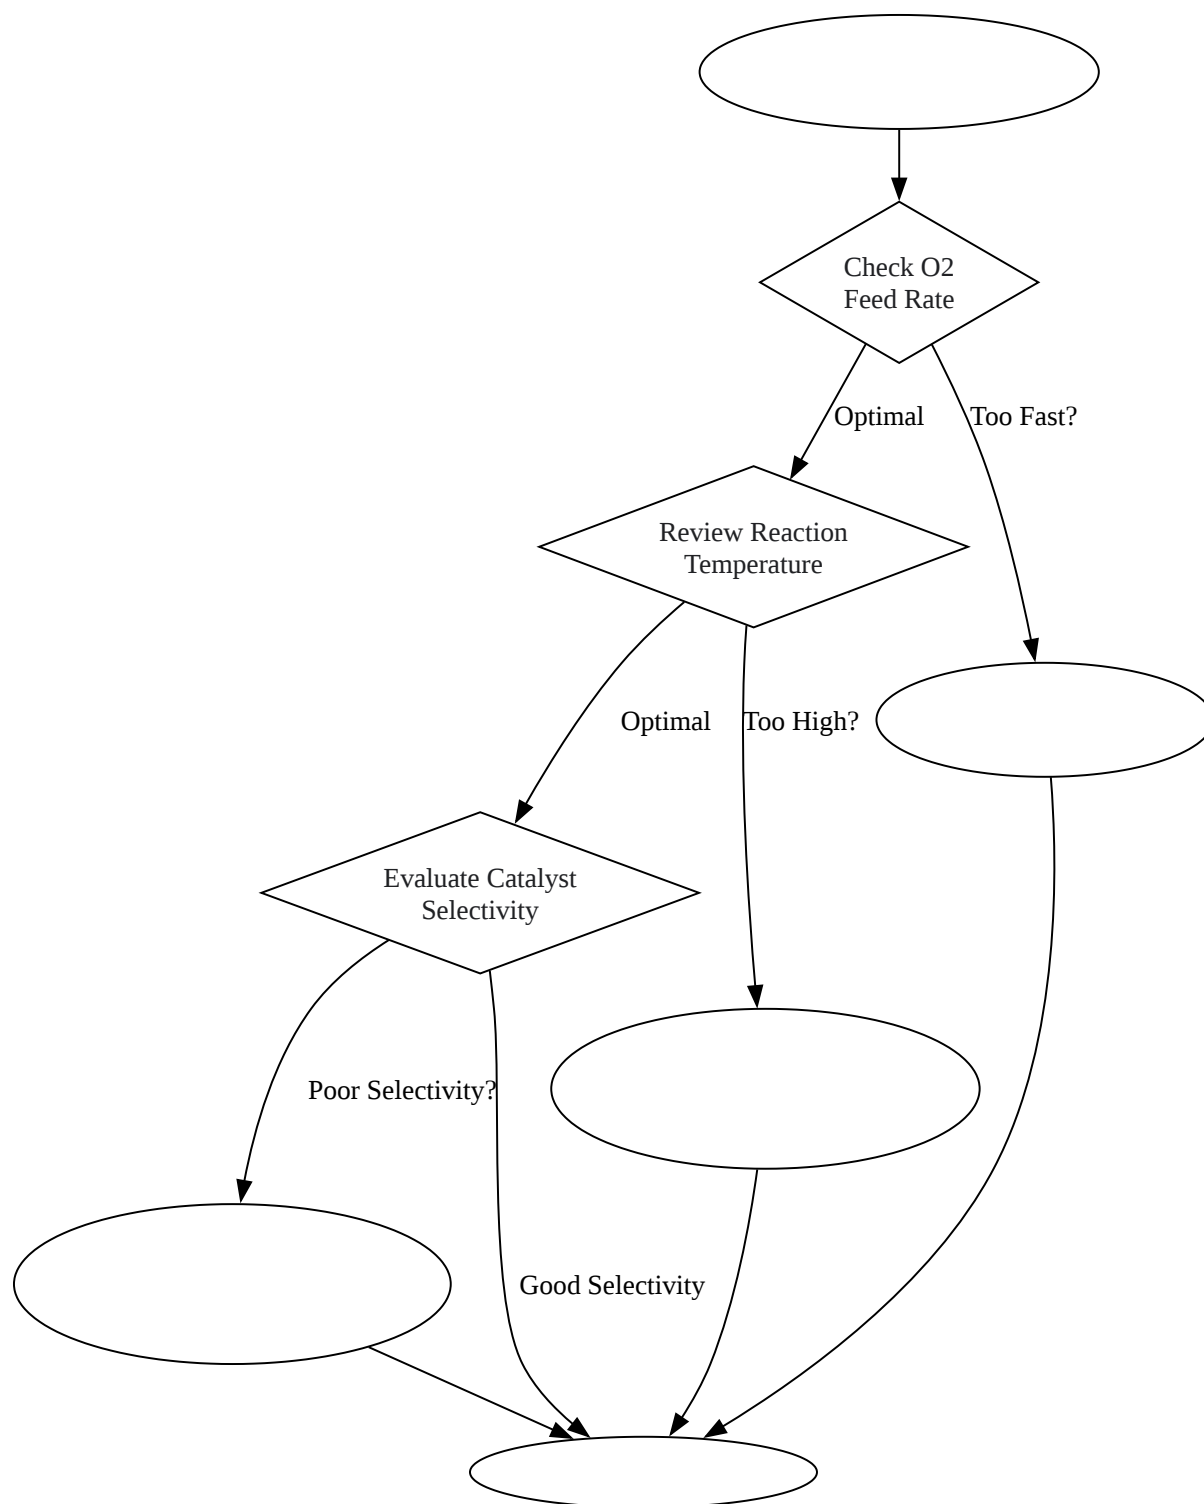 Check O2
Feed Rate
Optimal
Too Fast?
Review Reaction
Temperature
Optimal
Too High?
Evaluate Catalyst
Selectivity
Poor Selectivity?
Good Selectivity